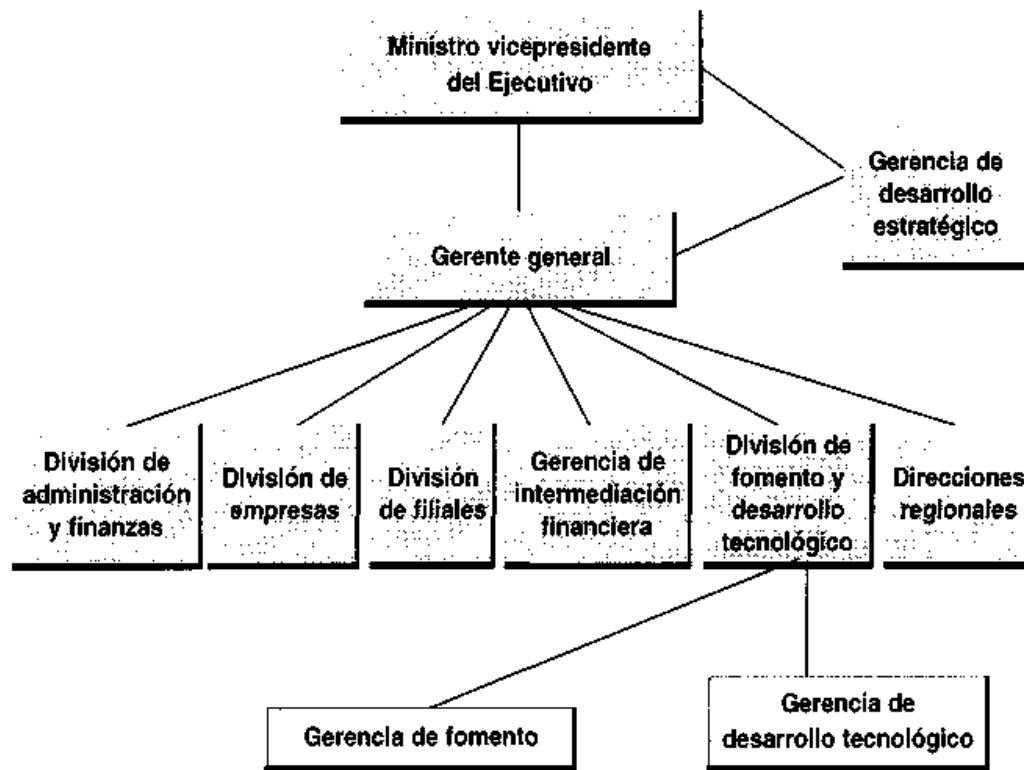 Ministro vicepresidente
del Ejecutivo
Gerencia de
desarrollo
estratégico
Gerente general
División de
administración
y finanzas
División de
empresas
División
de filiales
Gerencia de
intermediación
financiera
División de
fomento y
desarrollo
tecnológico
Direcciones
regionales
Gerencia de fomento
Gerencia de
desarrollo tecnológico